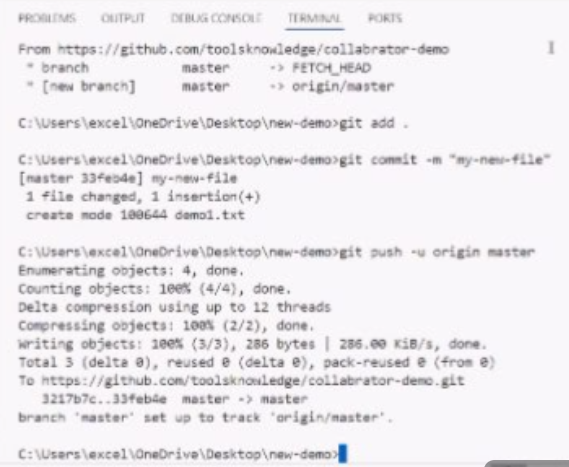 PROBLEMS OUTPUT DEBUG CONSOLE TERMINAL PORTS
From https://github.com/toolsknowledge/collabrator-demo
* branch master -> FETCH_HEAD
* [new branch] master -> origin/master
C:\Users\excel\OneDrive\Desktop\new-demo>git add .
C:\Users\excel\OneDrive\Desktop\new-demo>git commit -m "my-new-file"
[master 33feb4e] my-new-file
1 file changed, 1 insertion(+)
create mode 100644 demo1.txt
C:\Users\excel\OneDrive\Desktop\new-demo>git push -u origin master
Enumerating objects: 4, done.
Counting objects: 100% (4/4), done.
Delta compression using up to 12 threads
Compressing objects: 100% (2/2), done.
Writing objects: 100% (3/3), 286 bytes | 286.00 KiB/s, done.
Total 3 (delta 0), reused 0 (delta 0), pack-reused 0 (from 0)
To https://github.com/toolsknowledge/collabrator-demo.git
3217b7c..33feb4e master -> master
branch 'master' set up to track 'origin/master'.
C:\Users\excel\OneDrive\Desktop\new-demo>